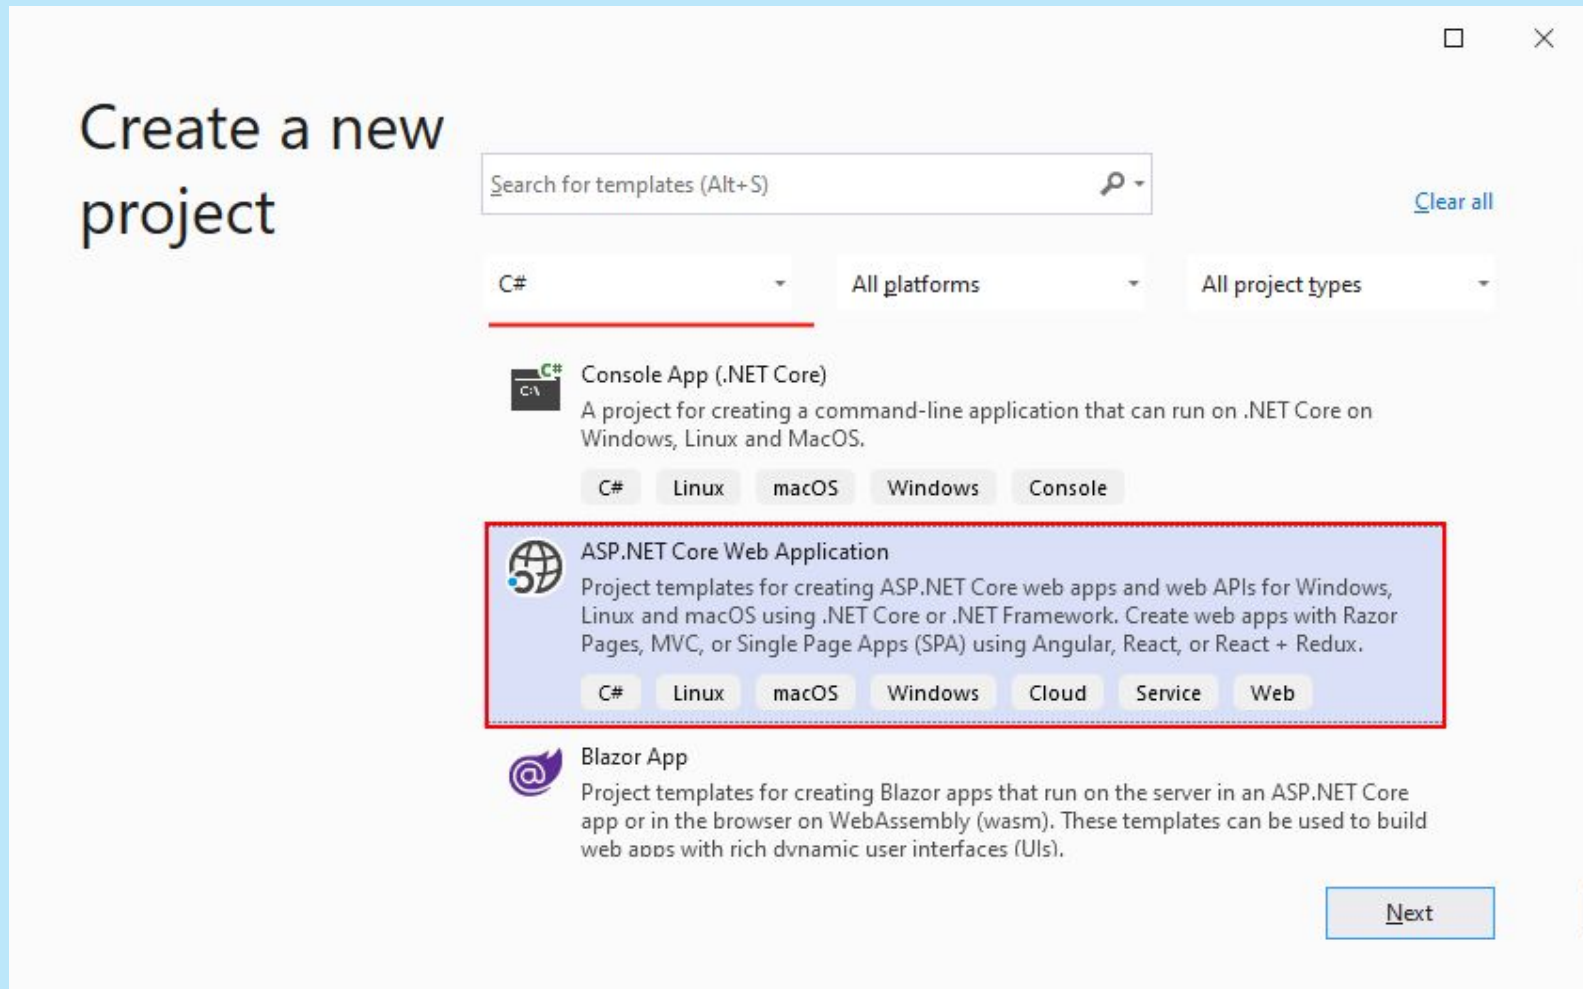 Create a new
project
Search for templates (Alt+S)
Clear all
C#
All platforms
All project types
C#
C:\
Console App (.NET Core)
A project for creating a command-line application that can run on .NET Core on
Windows, Linux and MacOS.
C# Linux macOS Windows Console
ASP.NET Core Web Application
Project templates for creating ASP.NET Core web apps and web APIs for Windows,
Linux and macOS using .NET Core or .NET Framework. Create web apps with Razor
Pages, MVC, or Single Page Apps (SPA) using Angular, React, or React + Redux.
C# Linux macOS Windows Cloud Service Web
Blazor App
Project templates for creating Blazor apps that run on the server in an ASP.NET Core
app or in the browser on WebAssembly (wasm). These templates can be used to build
web apps with rich dynamic user interfaces (UIs).
Next